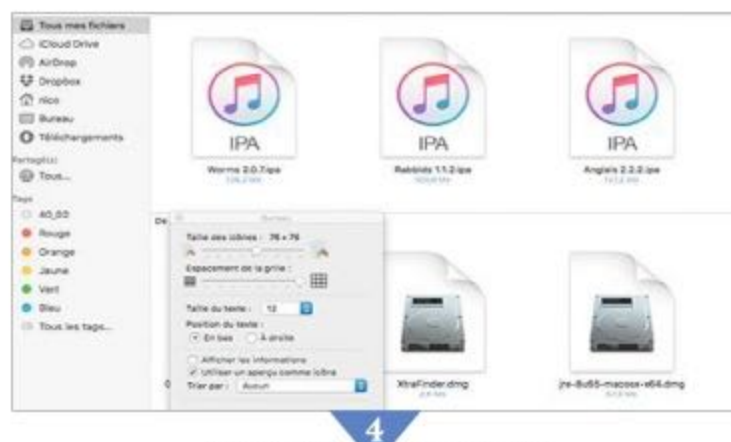 Tous mes fichiers
iCloud Drive
AirDrop
Dropbox
nico
Bureau
Téléchargements
Partagé(s)
Tous...
Tags
Rouge
Orange
Jaune
Vert
Bleu
Tous les tags...
IPA
IPA
IPA
Worms 2.0.7.ipa
Rabbids 1.1.2.ipa
Anglais 2.2.2.ipa
Bureau
Taille des icônes : 76 × 76
Espacement de la grille :
Taille du texte : 12
Position du texte :
En bas
À droite
Afficher les informations
Utiliser un aperçu comme icône
Trier par : Aucun
XtraFinder.dmg
jre-8u65-macosx-x64.dmg
4